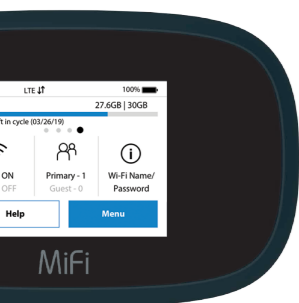 LTE 100%
27.6GB | 30GB
t in cycle (03/26/19)
ON Primary - 1 Wi-Fi Name/
OFF Guest - 0 Password
Help Menu
MiFi